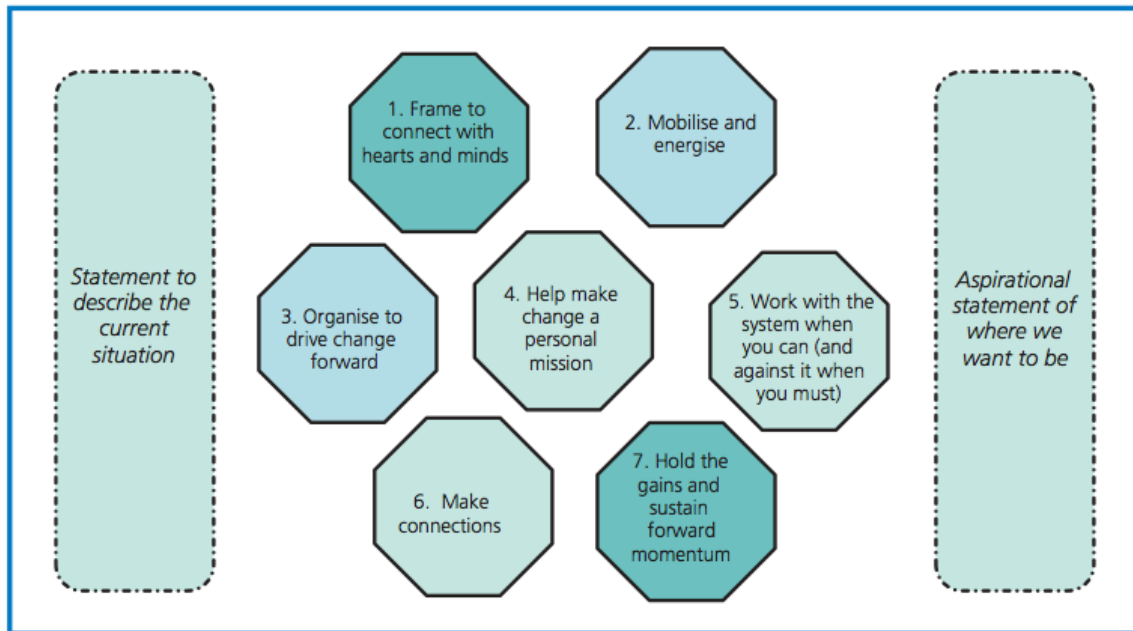 Statement to
describe the
current
situation
1. Frame to
connect with
hearts and minds
2. Mobilise and
energise
3. Organise to
drive change
forward
4. Help make
change a
personal
mission
5. Work with the
system when
you can (and
against it when
you must)
6. Make
connections
7. Hold the
gains and
sustain
forward
momentum
Aspirational
statement of
where we
want to be